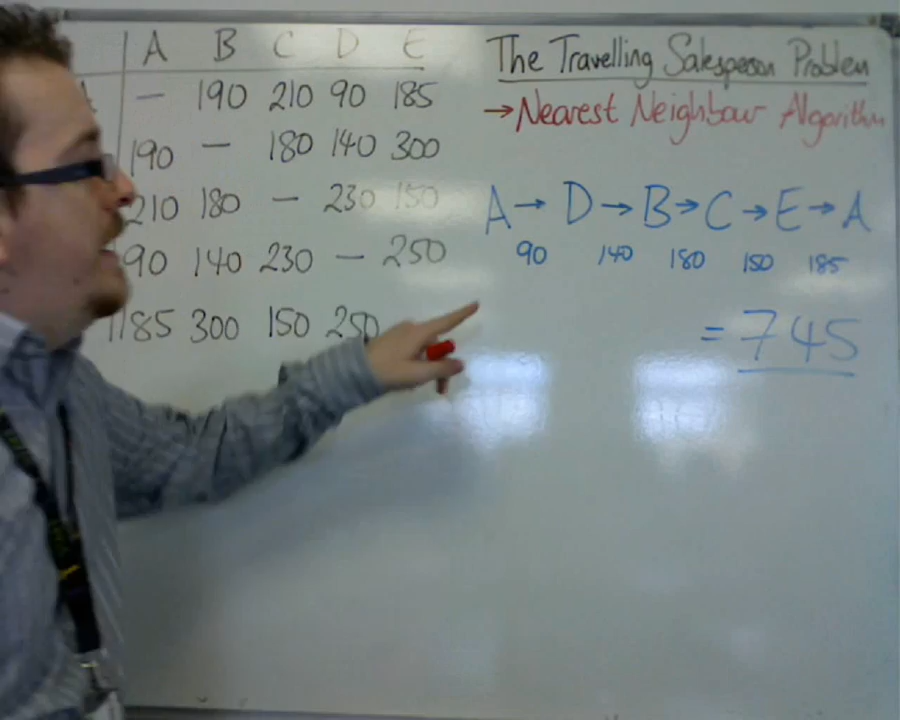 A B C D E
The Travelling Salesperson Problem
→ Nearest Neighbour Algorithm
— 190 210 90 185
190 — 180 140 300
210 180 — 230 150
90 140 230 — 250
185 300 150 250
A → D → B → C → E → A
90 140 180 150 185
= 745